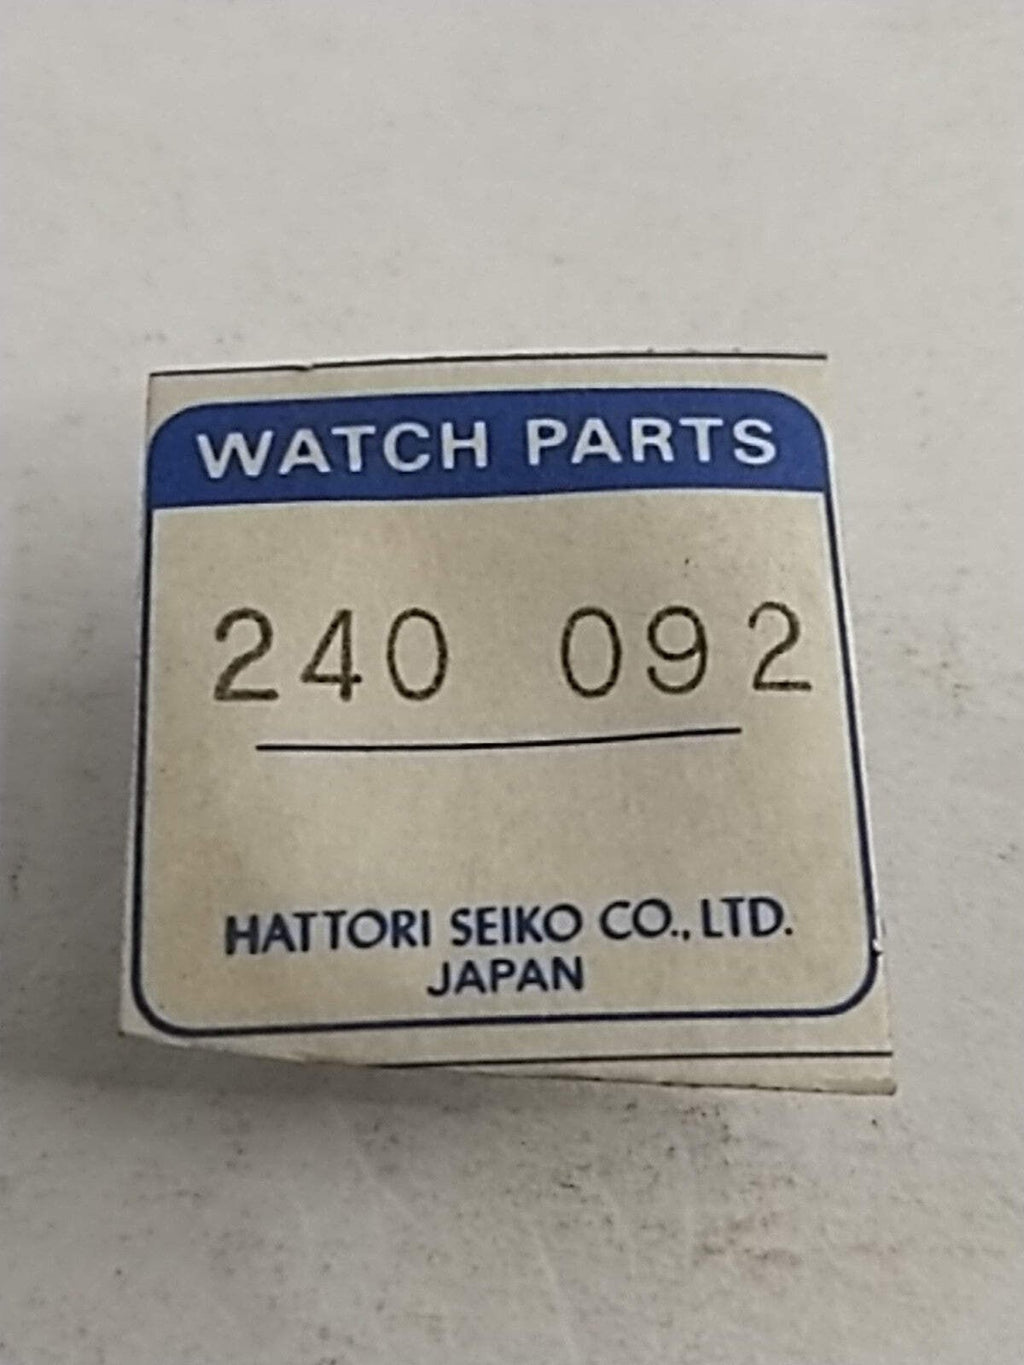 WATCH PARTS
240 092
HATTORI SEIKO CO., LTD.
JAPAN